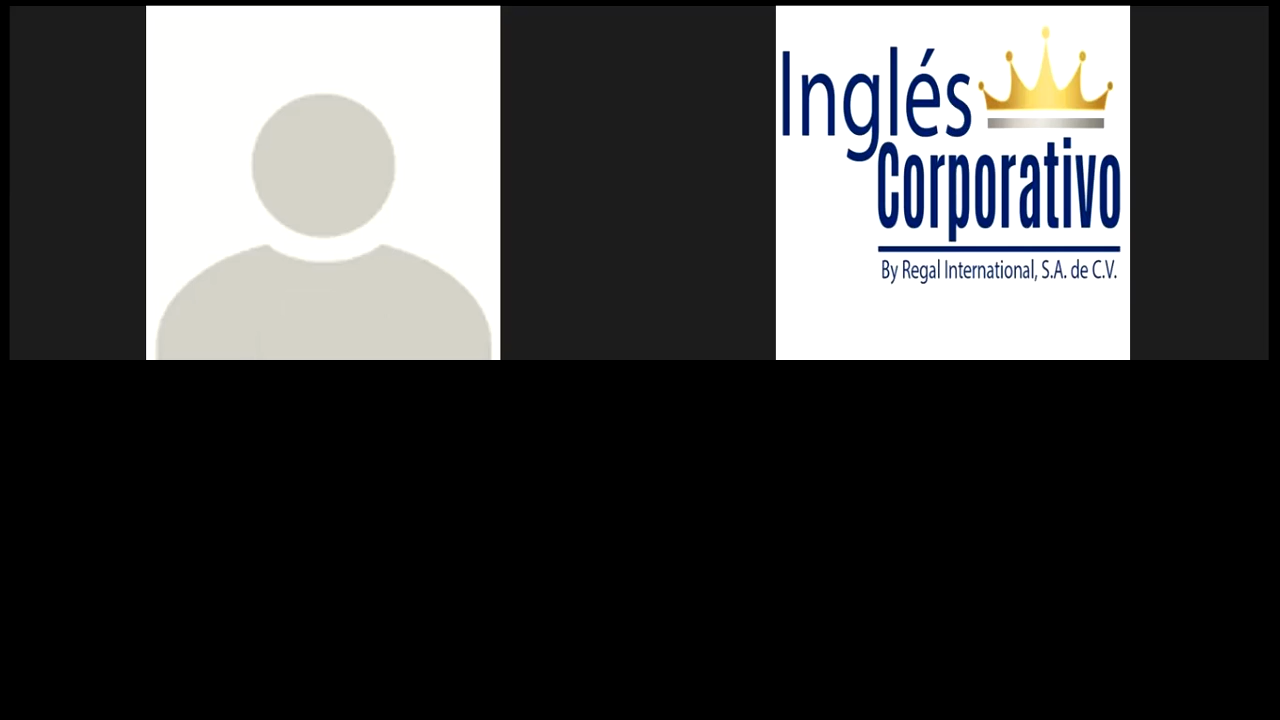 Inglés
Corporativo
By Regal International, S.A. de C.V.